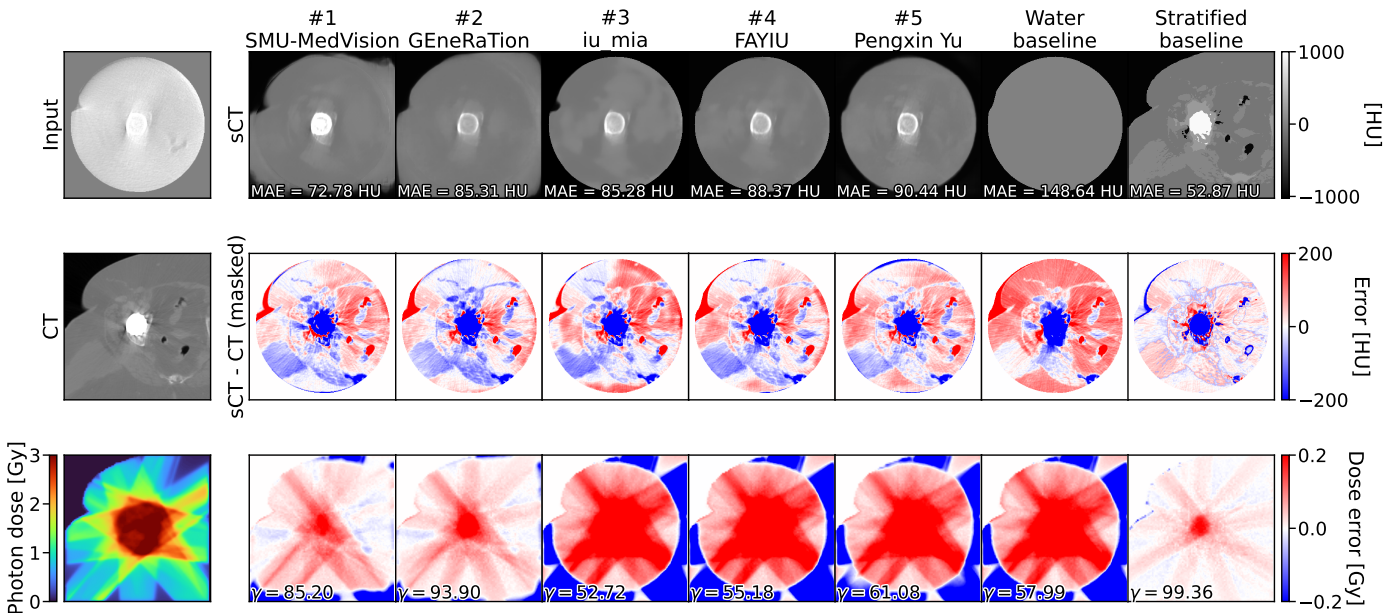 #1
SMU-MedVision
#2
GEneRaTion
#3
iu_mia
#4
FAYIU
#5
Pengxin Yu
Water
baseline
Stratified
baseline
Input
sCT
MAE = 72.78 HU
MAE = 85.31 HU
MAE = 85.28 HU
MAE = 88.37 HU
MAE = 90.44 HU
MAE = 148.64 HU
MAE = 52.87 HU
1000
0
−1000
[HU]
CT
sCT - CT (masked)
200
0
−200
Error [HU]
Photon dose [Gy]
3
2
1
0
γ = 85.20
γ = 93.90
γ = 52.72
γ = 55.18
γ = 61.08
γ = 57.99
γ = 99.36
0.2
0.0
−0.2
Dose error [Gy]